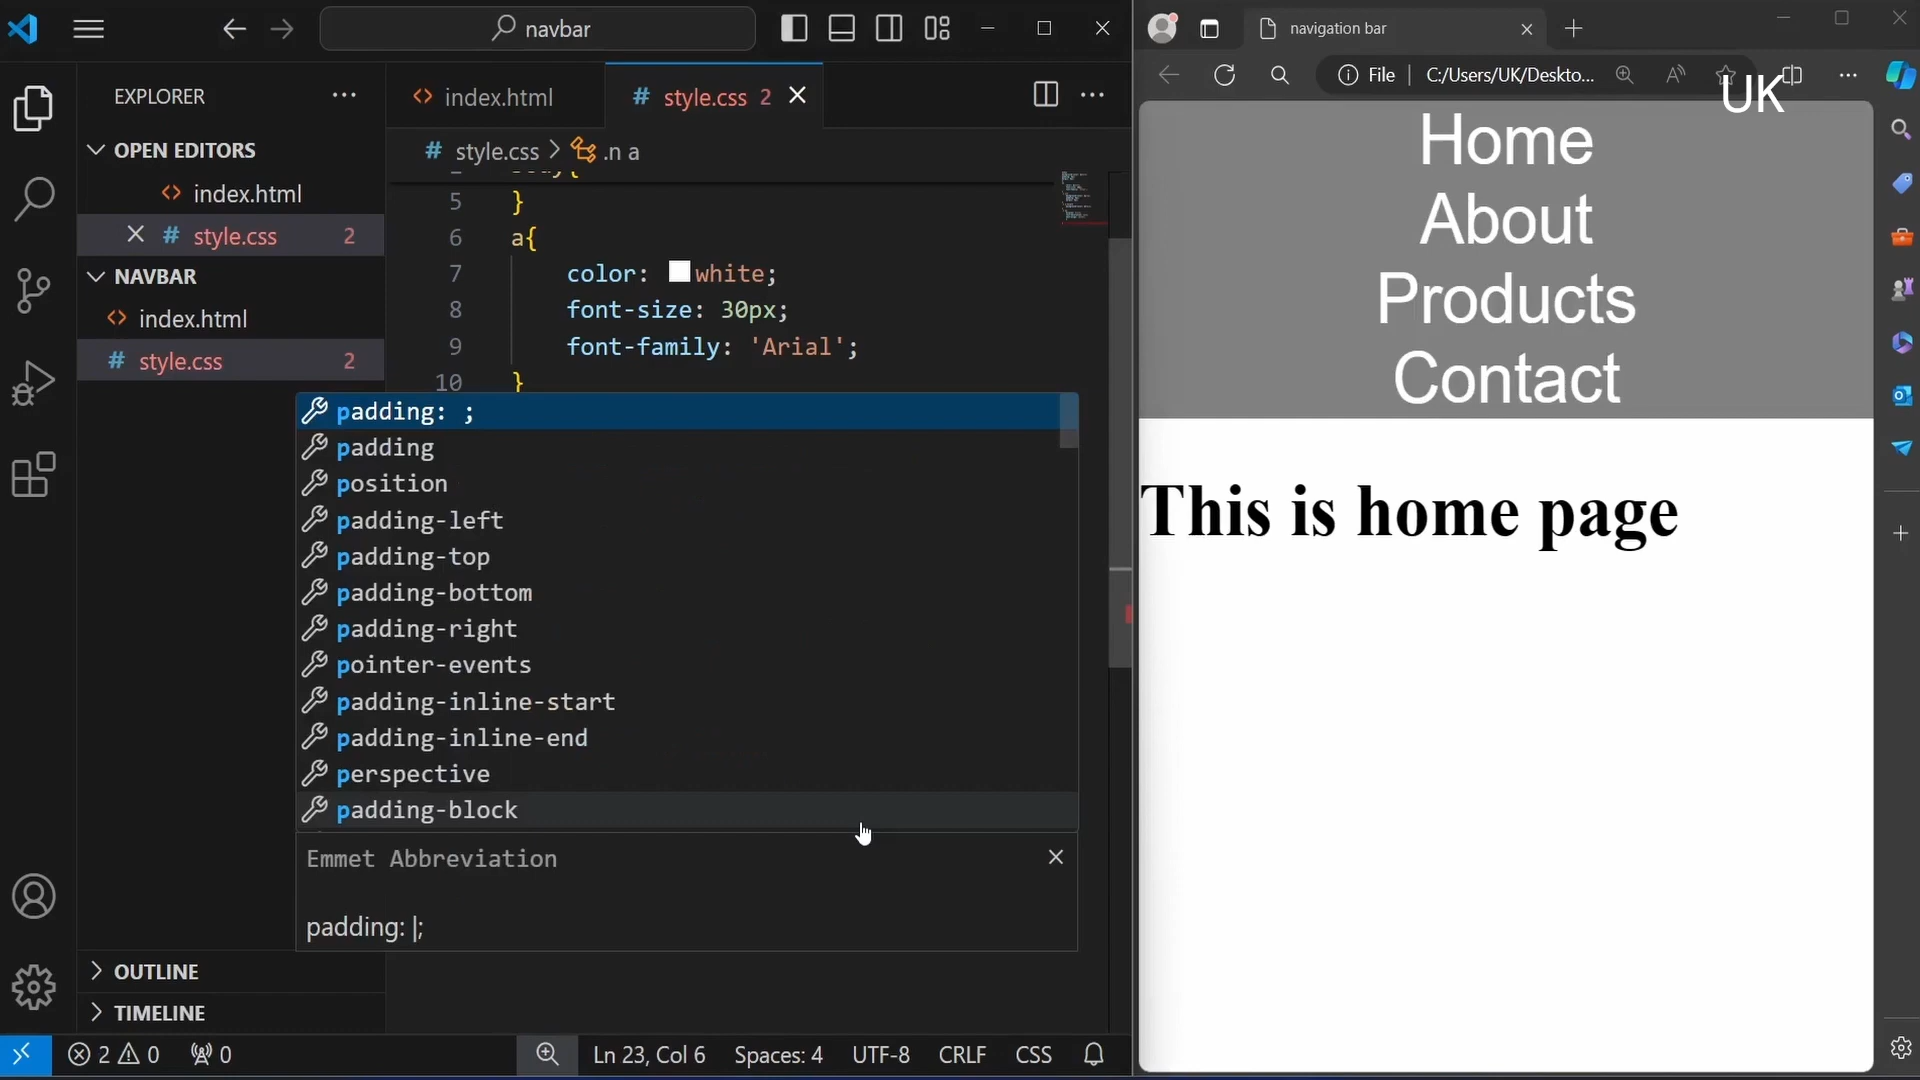 navbar
EXPLORER
OPEN EDITORS
index.html
style.css 2
NAVBAR
index.html
style.css 2
OUTLINE
TIMELINE
index.html
style.css 2
style.css > .n a
5 }
6 a{
7 color: white;
8 font-size: 30px;
9 font-family: 'Arial';
10 }
padding: ;
padding
position
padding-left
padding-top
padding-bottom
padding-right
pointer-events
padding-inline-start
padding-inline-end
perspective
padding-block
Emmet Abbreviation
padding: |;
2 0 0
Ln 23, Col 6 Spaces: 4 UTF-8 CRLF CSS
navigation bar
File | C:/Users/UK/Deskto...
UK
Home
About
Products
Contact
This is home page